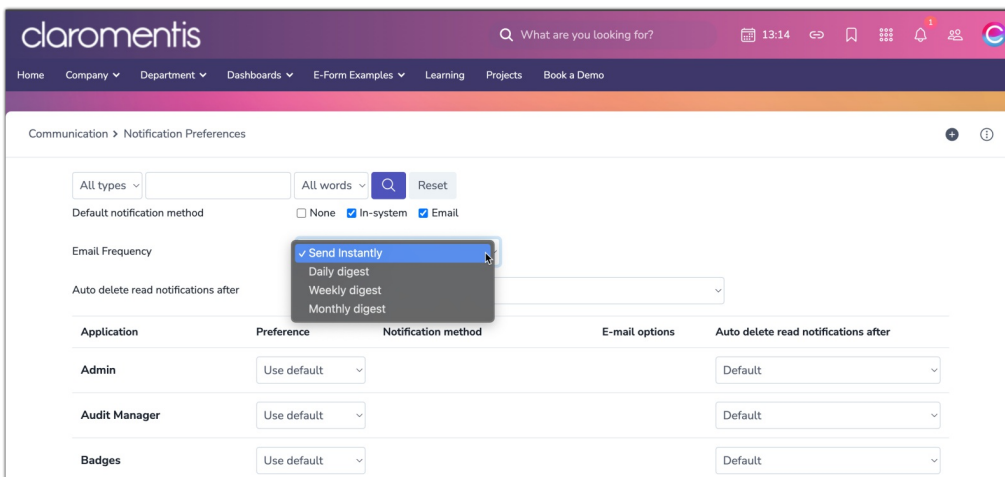 claromentis
What are you looking for?
13:14
1
Home Company Department Dashboards E-Form Examples Learning Projects Book a Demo
Communication > Notification Preferences
All types All words Reset
Default notification method None In-system Email
Email Frequency
✓ Send Instantly
Daily digest
Weekly digest
Monthly digest
Auto delete read notifications after
Application Preference Notification method E-mail options Auto delete read notifications after
Admin Use default Default
Audit Manager Use default Default
Badges Use default Default